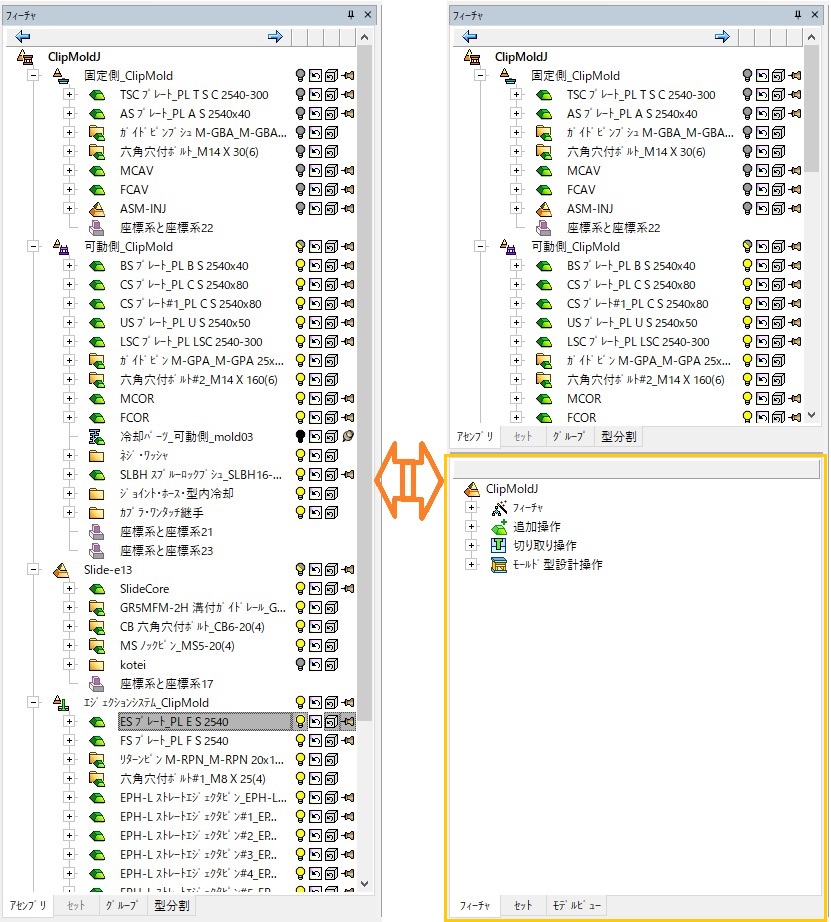 ﾌｨｰﾁｬ
ClipMoldJ
固定側_ClipMold
TSC ﾌﾟﾚｰﾄ_PL T S C 2540-300
AS ﾌﾟﾚｰﾄ_PL A S 2540x40
ｶﾞｲﾄﾞﾋﾟﾝﾌﾞｼｭ M-GBA_M-GBA...
六角穴付ﾎﾞﾙﾄ_M14 X 30(6)
MCAV
FCAV
ASM-INJ
座標系と座標系22
可動側_ClipMold
BS ﾌﾟﾚｰﾄ_PL B S 2540x40
CS ﾌﾟﾚｰﾄ_PL C S 2540x80
CS ﾌﾟﾚｰﾄ#1_PL C S 2540x80
US ﾌﾟﾚｰﾄ_PL U S 2540x50
LSC ﾌﾟﾚｰﾄ_PL LSC 2540-300
ｶﾞｲﾄﾞﾋﾟﾝ M-GPA_M-GPA 25x...
六角穴付ﾎﾞﾙﾄ#2_M14 X 160(6)
MCOR
FCOR
冷却ﾊﾟｰﾂ_可動側_mold03
ﾈｼﾞ･ﾜｯｼｬ
SLBH ｽﾌﾟﾙｰﾛｯｸﾌﾞｼｭ_SLBH16-...
ｼﾞｮｲﾝﾄ･ﾎｰｽ･型内冷却
ｶﾌﾟﾗ･ﾜﾝﾀｯﾁ継手
座標系と座標系21
座標系と座標系23
Slide-e13
SlideCore
GR5MFM-2H 溝付ｶﾞｲﾄﾞﾚｰﾙ_G...
CB 六角穴付ﾎﾞﾙﾄ_CB6-20(4)
MS ﾉｯｸﾋﾟﾝ_MS5-20(4)
kotei
座標系と座標系17
ｴｼﾞｪｸｼｮﾝｼｽﾃﾑ_ClipMold
ES ﾌﾟﾚｰﾄ_PL E S 2540
FS ﾌﾟﾚｰﾄ_PL F S 2540
ﾘﾀｰﾝﾋﾟﾝ M-RPN_M-RPN 20x1...
六角穴付ﾎﾞﾙﾄ#1_M8 X 25(4)
EPH-L ｽﾄﾚｰﾄｴｼﾞｪｸﾀﾋﾟﾝ_EPH-L...
EPH-L ｽﾄﾚｰﾄｴｼﾞｪｸﾀﾋﾟﾝ#1_EP...
EPH-L ｽﾄﾚｰﾄｴｼﾞｪｸﾀﾋﾟﾝ#2_EP...
EPH-L ｽﾄﾚｰﾄｴｼﾞｪｸﾀﾋﾟﾝ#3_EP...
EPH-L ｽﾄﾚｰﾄｴｼﾞｪｸﾀﾋﾟﾝ#4_EP...
ｱｾﾝﾌﾞﾘ ｾｯﾄ ｸﾞﾙｰﾌﾟ 型分割
ﾌｨｰﾁｬ
ClipMoldJ
固定側_ClipMold
TSC ﾌﾟﾚｰﾄ_PL T S C 2540-300
AS ﾌﾟﾚｰﾄ_PL A S 2540x40
ｶﾞｲﾄﾞﾋﾟﾝﾌﾞｼｭ M-GBA_M-GBA...
六角穴付ﾎﾞﾙﾄ_M14 X 30(6)
MCAV
FCAV
ASM-INJ
座標系と座標系22
可動側_ClipMold
BS ﾌﾟﾚｰﾄ_PL B S 2540x40
CS ﾌﾟﾚｰﾄ_PL C S 2540x80
CS ﾌﾟﾚｰﾄ#1_PL C S 2540x80
US ﾌﾟﾚｰﾄ_PL U S 2540x50
LSC ﾌﾟﾚｰﾄ_PL LSC 2540-300
ｶﾞｲﾄﾞﾋﾟﾝ M-GPA_M-GPA 25x...
六角穴付ﾎﾞﾙﾄ#2_M14 X 160(6)
MCOR
FCOR
ｱｾﾝﾌﾞﾘ ｾｯﾄ ｸﾞﾙｰﾌﾟ 型分割
ClipMoldJ
ﾌｨｰﾁｬ
追加操作
切り取り操作
ﾓｰﾙﾄﾞ型設計操作
ﾌｨｰﾁｬ ｾｯﾄ ﾓﾃﾞﾙﾋﾞｭｰ